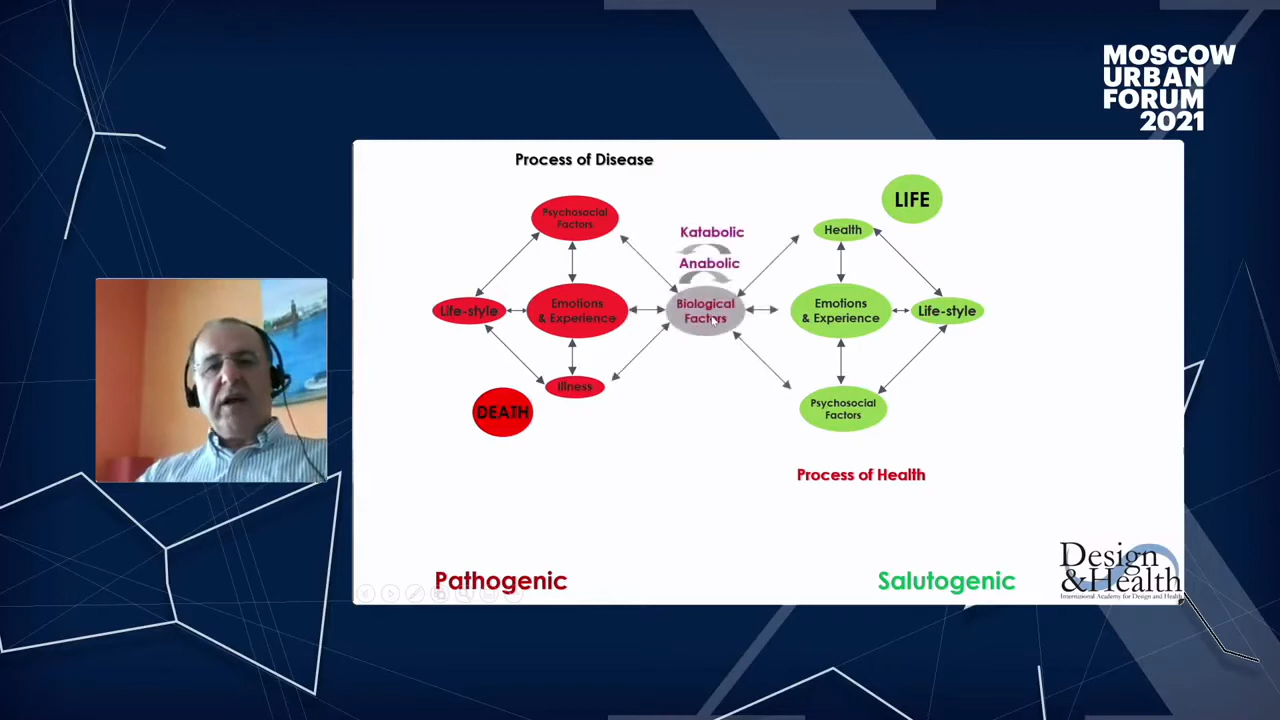 MOSCOW
URBAN
FORUM
2021
Process of Disease
LIFE
Psychosocial
Factors
Katabolic
Health
Anabolic
Life-style
Emotions
& Experience
Biological
Factors
Emotions
& Experience
Life-style
Illness
DEATH
Psychosocial
Factors
Process of Health
Pathogenic
Salutogenic
Design
&Health
International Academy for Design and Health